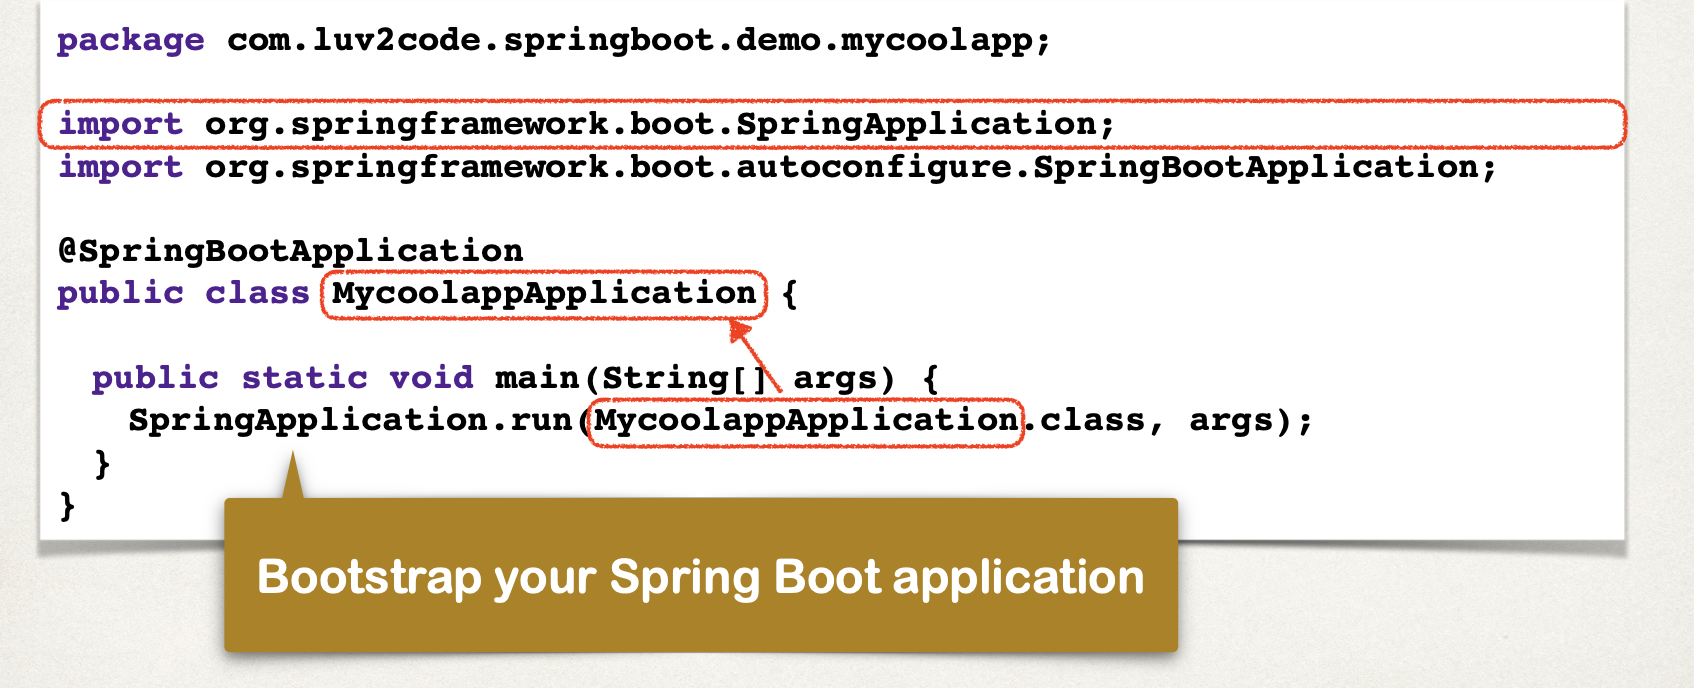 package com.luv2code.springboot.demo.mycoolapp;
import org.springframework.boot.SpringApplication;
import org.springframework.boot.autoconfigure.SpringBootApplication;
@SpringBootApplication
public class MycoolappApplication {
public static void main(String[] args) {
SpringApplication.run(MycoolappApplication.class, args);
}
}
Bootstrap your Spring Boot application